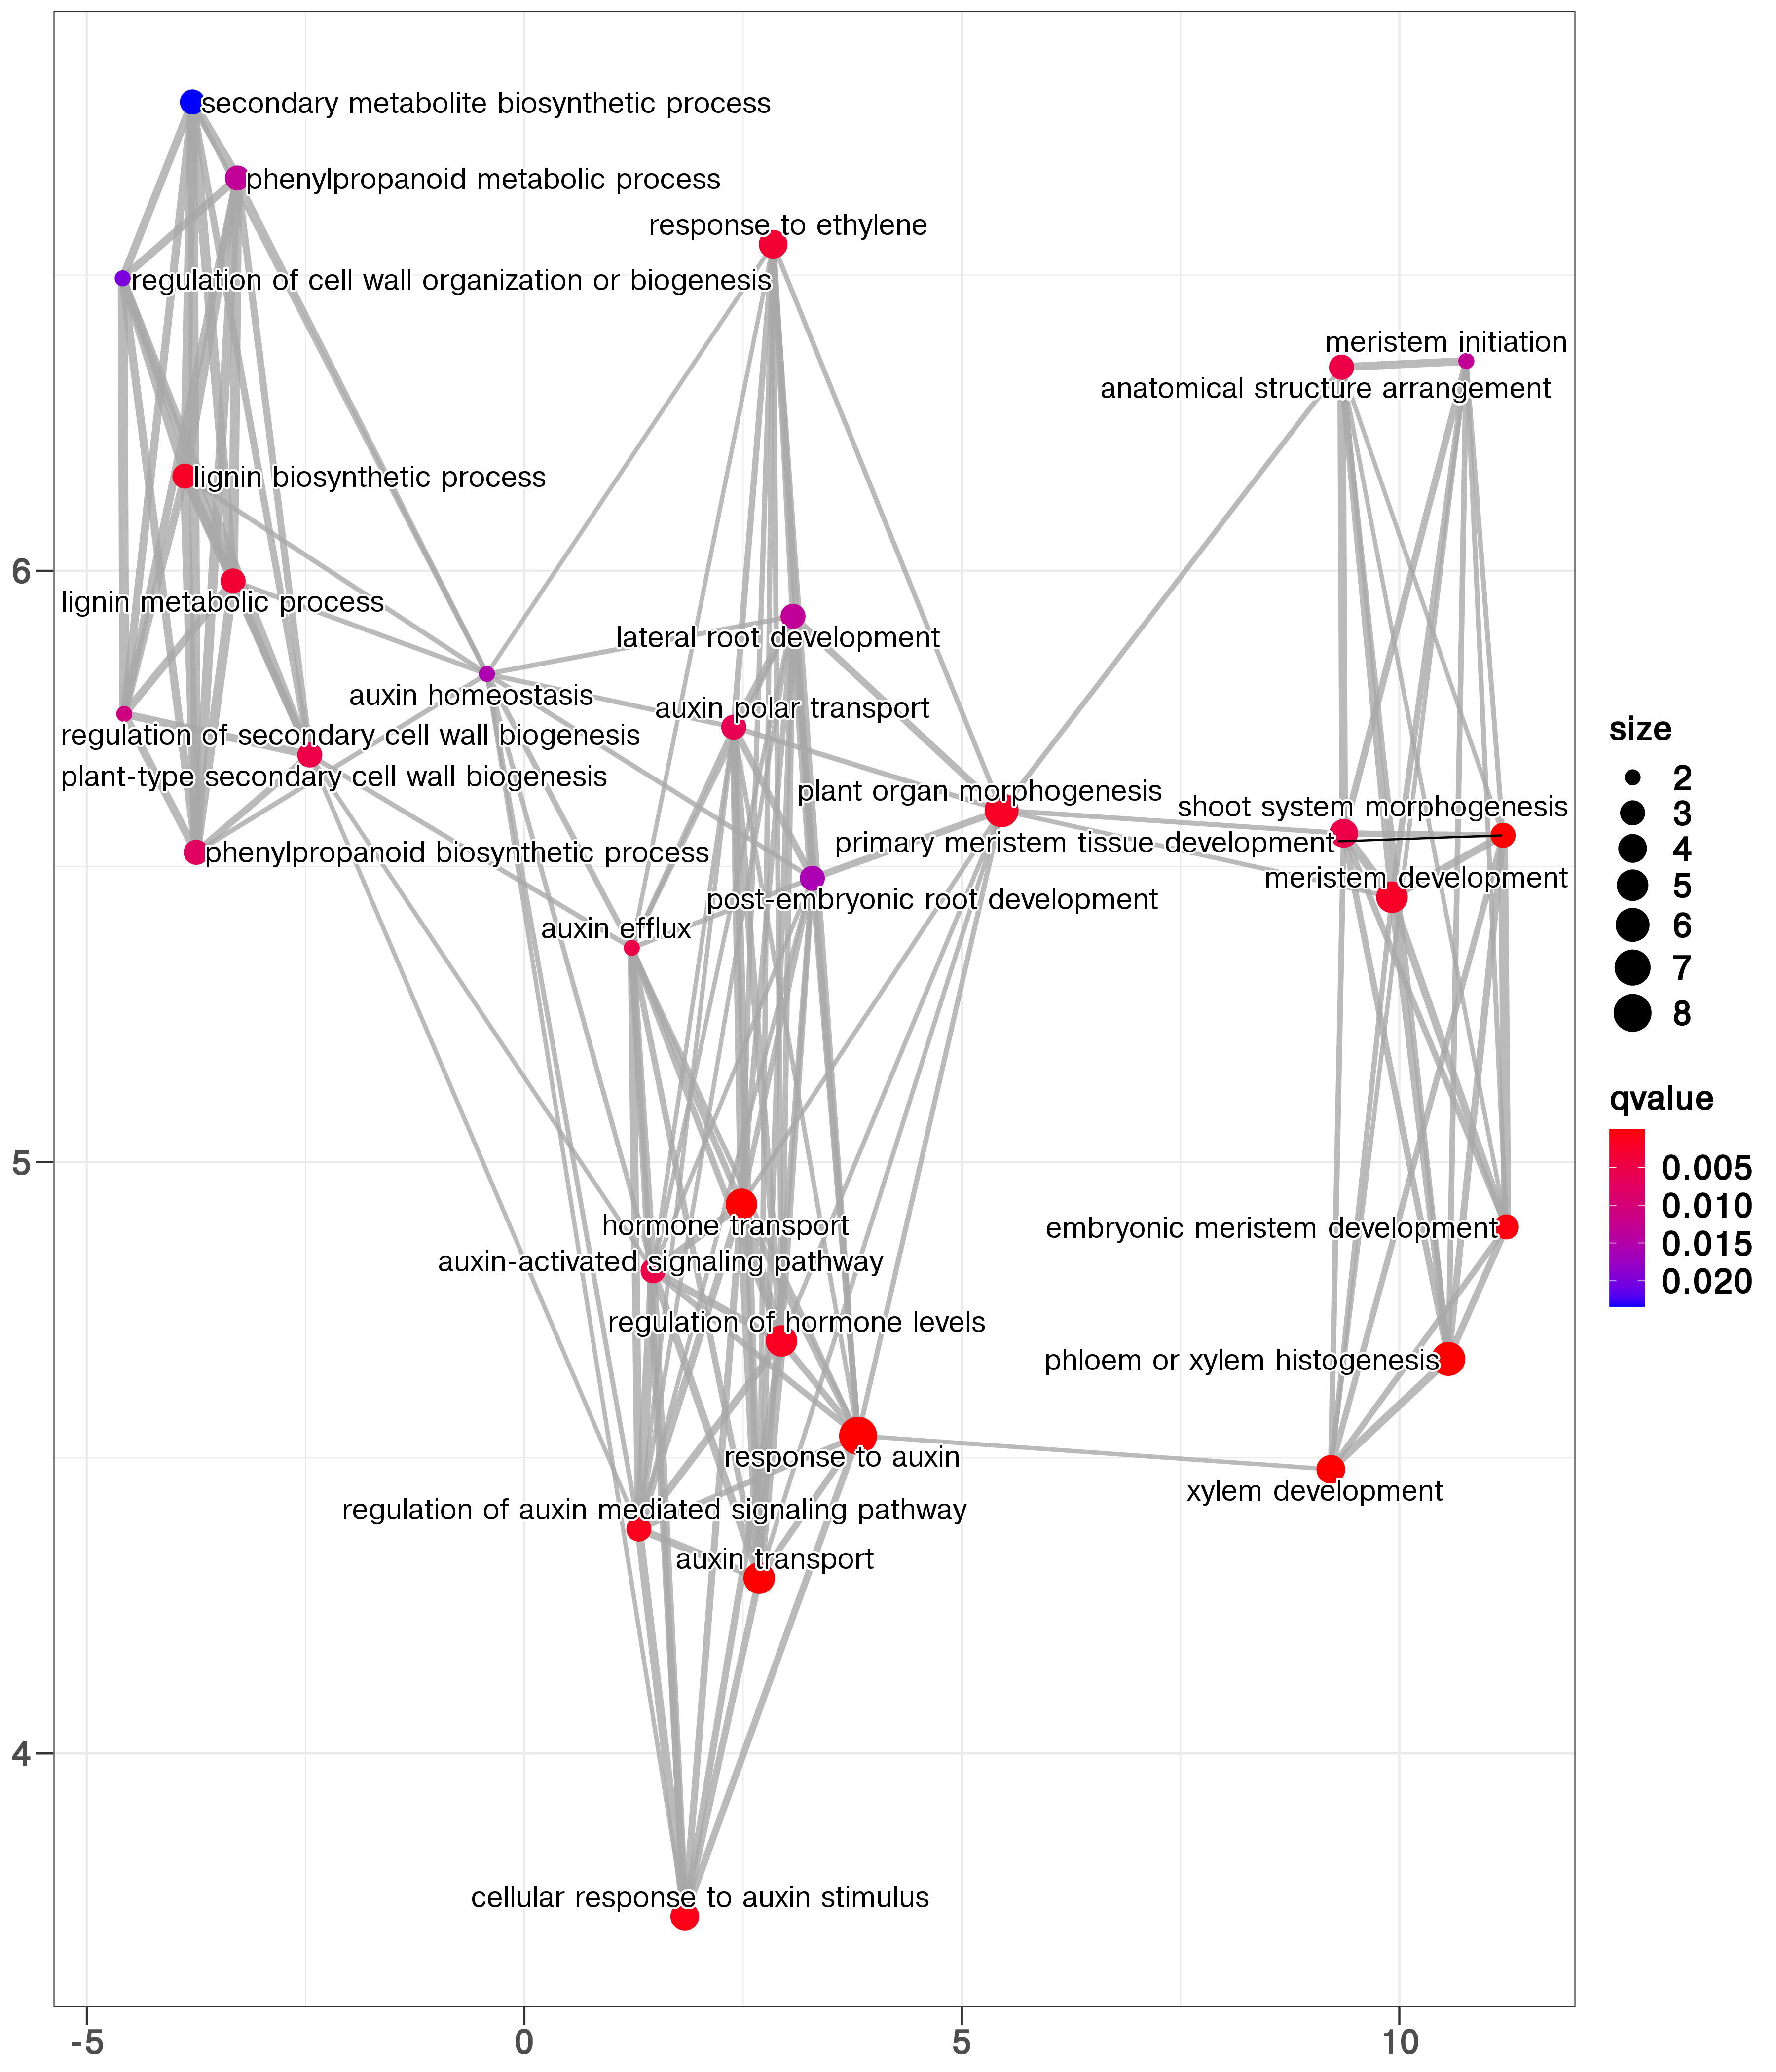 secondary metabolite biosynthetic process
phenylpropanoid metabolic process
response to ethylene
regulation of cell wall organization or biogenesis
meristem initiation
anatomical structure arrangement
lignin biosynthetic process
6
lignin metabolic process
lateral root development
auxin homeostasis
auxin polar transport
regulation of secondary cell wall biogenesis
plant-type secondary cell wall biogenesis
plant organ morphogenesis
shoot system morphogenesis
primary meristem tissue development
phenylpropanoid biosynthetic process
meristem development
post-embryonic root development
auxin efflux
5
hormone transport
embryonic meristem development
auxin-activated signaling pathway
regulation of hormone levels
phloem or xylem histogenesis
response to auxin
xylem development
regulation of auxin mediated signaling pathway
auxin transport
4
cellular response to auxin stimulus
-5
0
5
10
size
2
3
4
5
6
7
8
qvalue
0.005
0.010
0.015
0.020